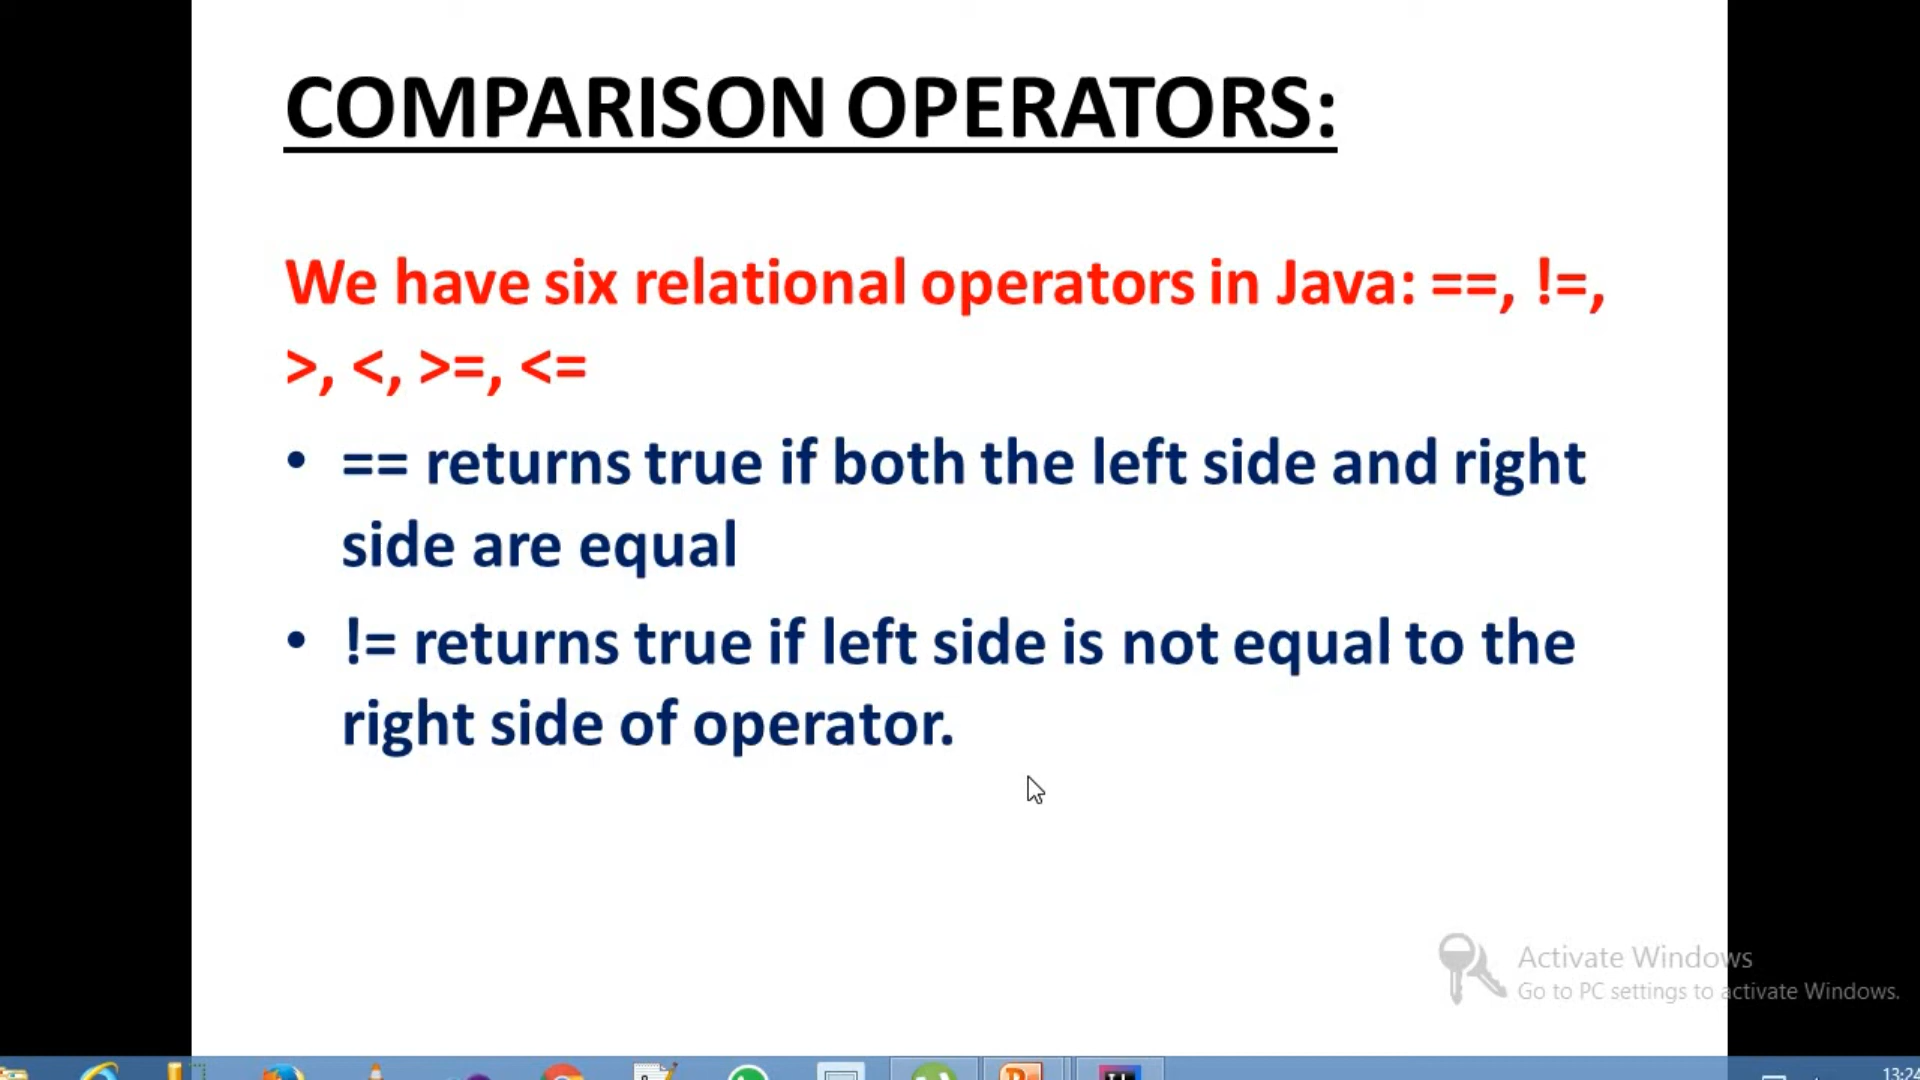 COMPARISON OPERATORS:
We have six relational operators in Java: ==, !=,
>, <, >=, <=
• == returns true if both the left side and right
side are equal
• != returns true if left side is not equal to the
right side of operator.
Activate Windows
Go to PC settings to activate Windows.
13:24